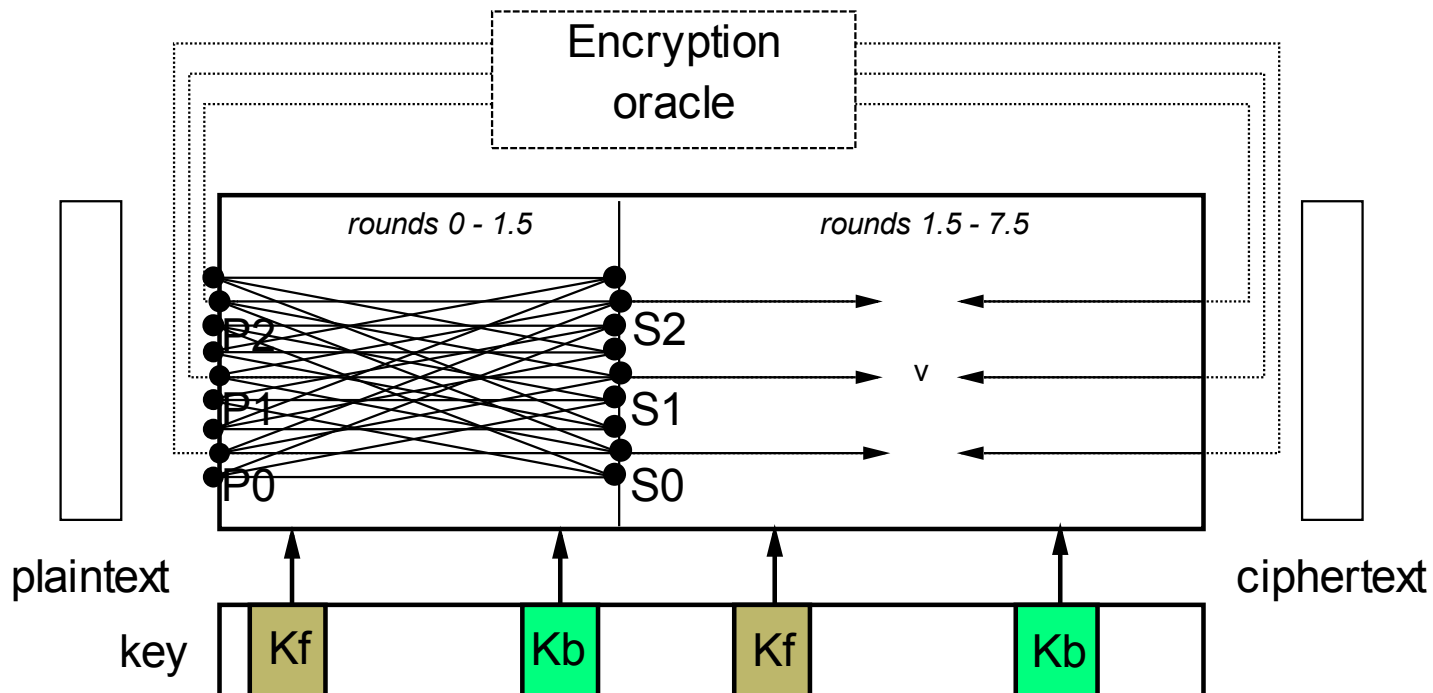 Encryption
oracle
rounds 0 - 1.5
rounds 1.5 - 7.5
P2
S2
v
P1
S1
P0
S0
plaintext
ciphertext
key
Kf
Kb
Kf
Kb